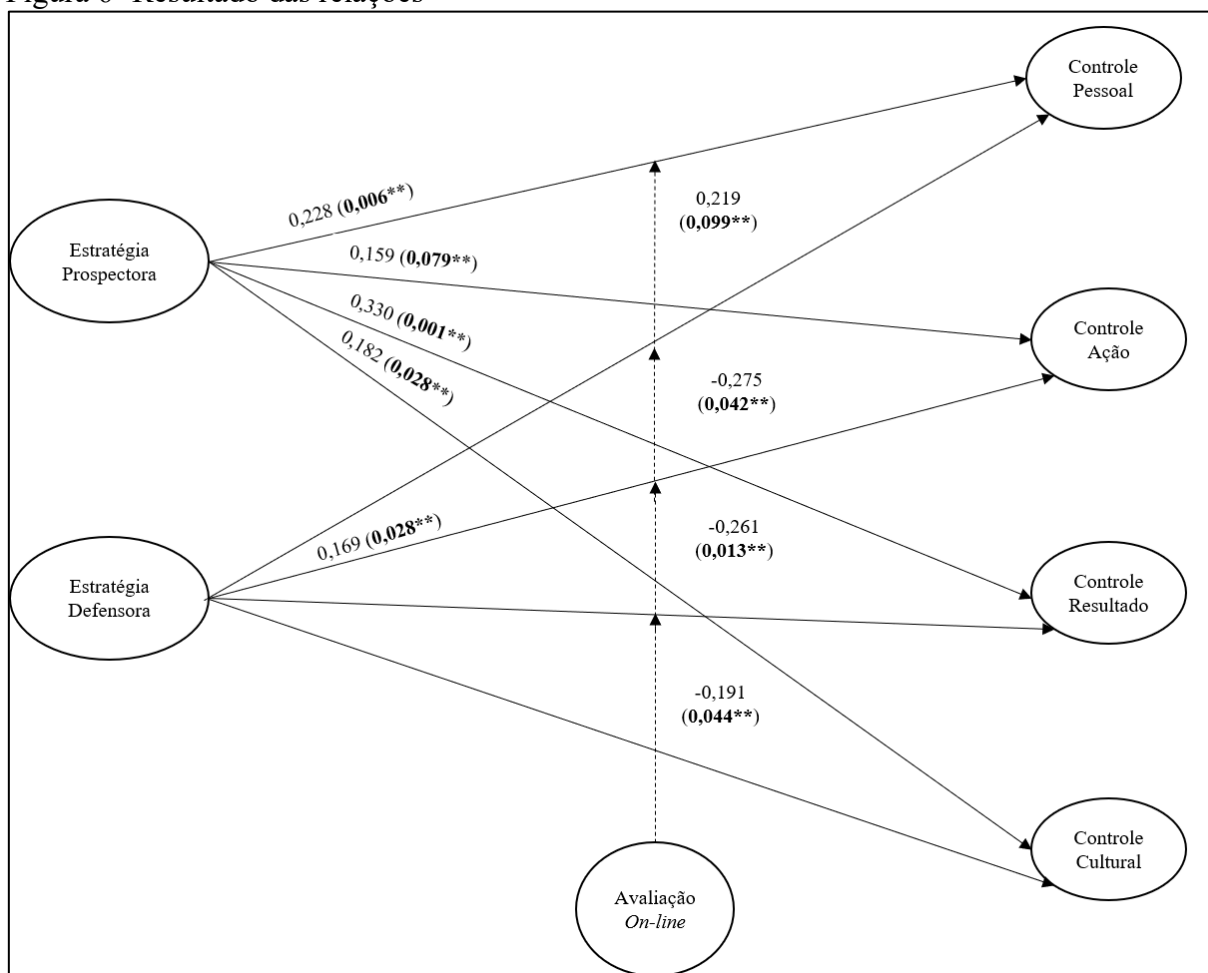 Figura 6- Resultado das relações
Controle
Pessoal
0,228 (0,006**)
0,219
(0,099**)
Estratégia
Prospectora
0,159 (0,079**)
0,330 (0,001**)
0,182 (0,028**)
Controle
Ação
-0,275
(0,042**)
0,169 (0,028**)
-0,261
(0,013**)
Estratégia
Defensora
Controle
Resultado
-0,191
(0,044**)
Controle
Cultural
Avaliação
On-line